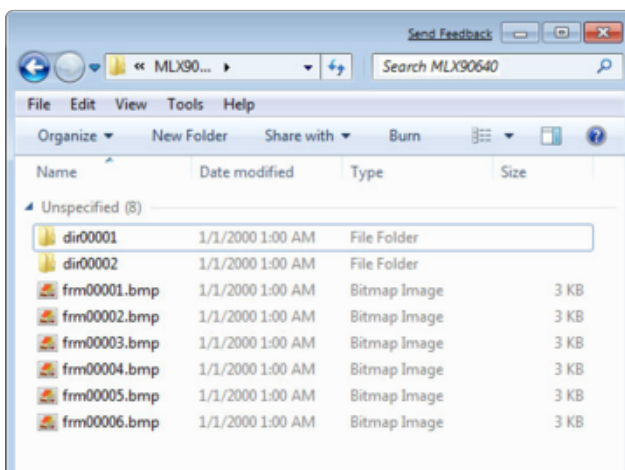 Send Feedback
« MLX90... Search MLX90640
File Edit View Tools Help
Organize New Folder Share with Burn
Name Date modified Type Size
Unspecified (8)
dir00001 1/1/2000 1:00 AM File Folder
dir00002 1/1/2000 1:00 AM File Folder
frm00001.bmp 1/1/2000 1:00 AM Bitmap Image 3 KB
frm00002.bmp 1/1/2000 1:00 AM Bitmap Image 3 KB
frm00003.bmp 1/1/2000 1:00 AM Bitmap Image 3 KB
frm00004.bmp 1/1/2000 1:00 AM Bitmap Image 3 KB
frm00005.bmp 1/1/2000 1:00 AM Bitmap Image 3 KB
frm00006.bmp 1/1/2000 1:00 AM Bitmap Image 3 KB